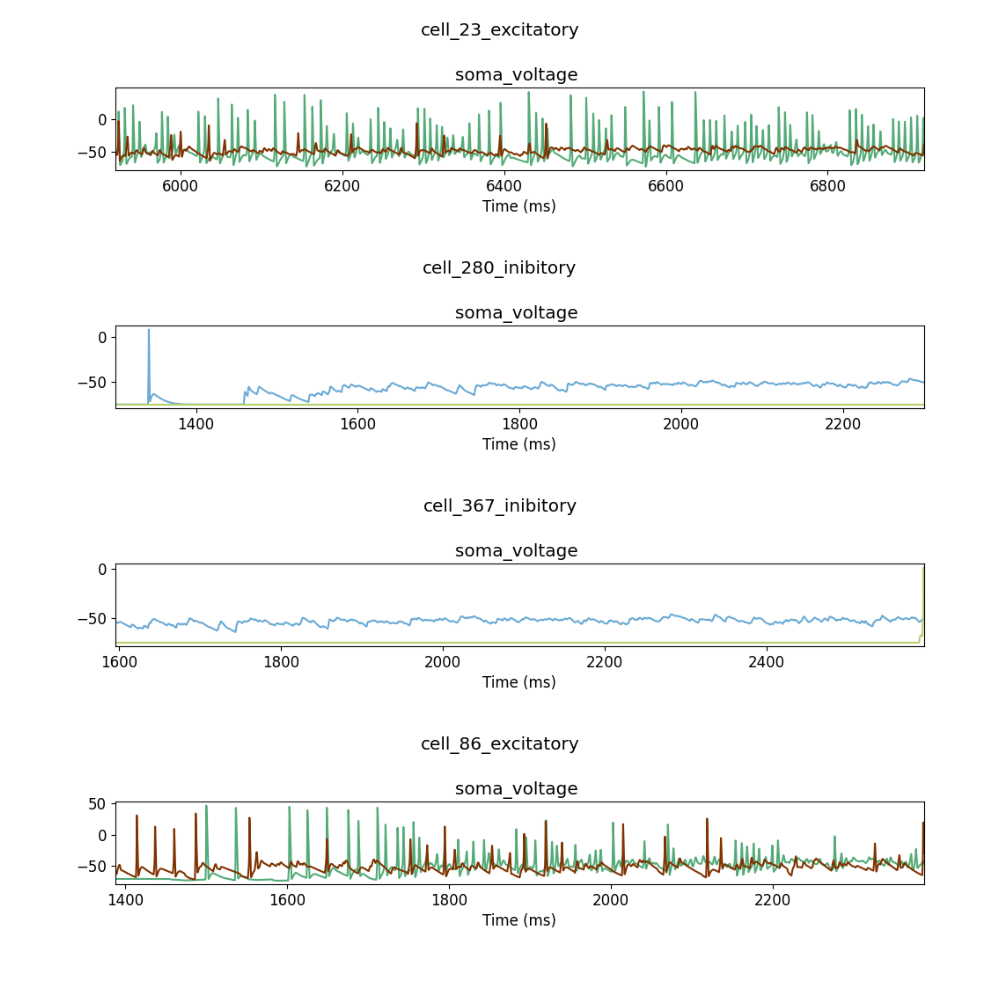 cell_23_excitatory
soma_voltage
0
−50
6000 6200 6400 6600 6800
Time (ms)
cell_280_inibitory
soma_voltage
0
−50
1400 1600 1800 2000 2200
Time (ms)
cell_367_inibitory
soma_voltage
0
−50
1600 1800 2000 2200 2400
Time (ms)
cell_86_excitatory
soma_voltage
50
0
−50
1400 1600 1800 2000 2200
Time (ms)